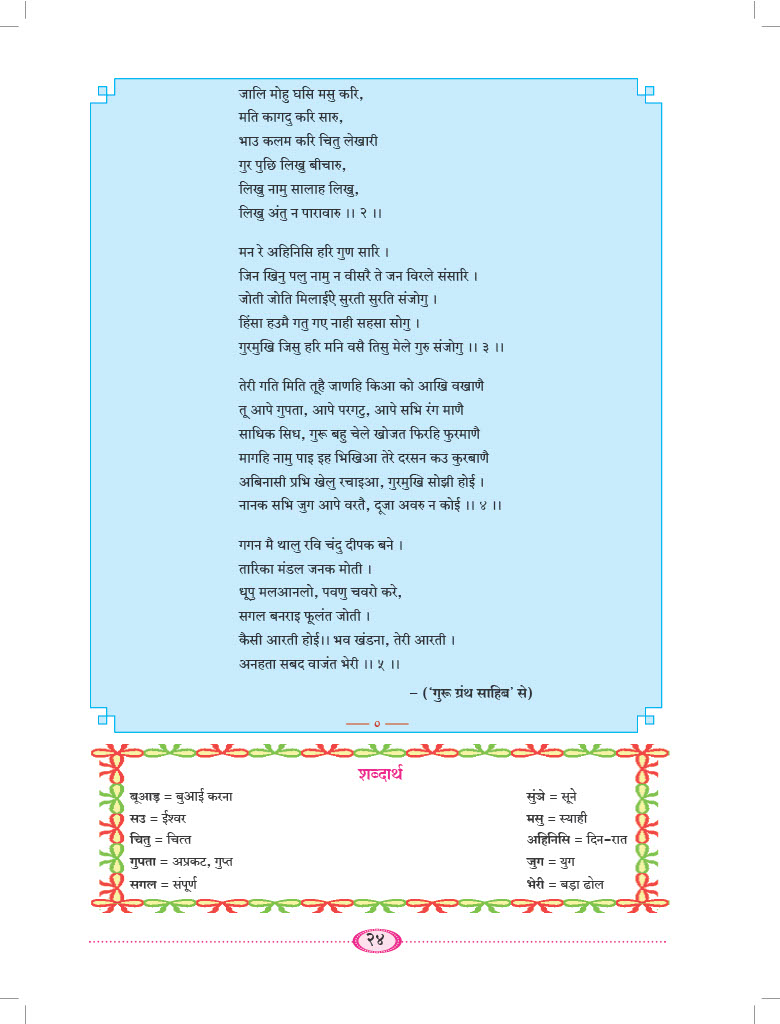 जालि मोहु घसि मसु करि,
मति कागदु करि सारु,
भाउ कलम करि चितु लेखारी
गुर पुछि लिखु बीचारु,
लिखु नामु सालाह लिखु,
लिखु अंतु न पारावारु ।। २ ।।
मन रे अहिनिसि हरि गुण सारि ।
जिन खिनु पलु नामु न वीसरै ते जन विरले संसारि ।
जोती जोति मिलाईऐ सुरती सुरति संजोगु ।
हिंसा हउमै गतु गए नाही सहसा सोगु ।
गुरमुखि जिसु हरि मनि वसै तिसु मेले गुरु संजोगु ।। ३ ।।
तेरी गति मिति तूहै जाणहि किआ को आखि वखाणै
तू आपे गुपता, आपे परगटु, आपे सभि रंग माणै
साधिक सिध, गुरू बहु चेले खोजत फिरहि फुरमाणै
मागहि नामु पाइ इह भिखिआ तेरे दरसन कउ कुरबाणै
अबिनासी प्रभि खेलु रचाइआ, गुरमुखि सोझी होई ।
नानक सभि जुग आपे वरतै, दूजा अवरु न कोई ।। ४ ।।
गगन मै थालु रवि चंदु दीपक बने ।
तारिका मंडल जनक मोती ।
धूपु मलआनलो, पवणु चवरो करे,
सगल बनराइ फूलंत जोती ।
कैसी आरती होई।। भव खंडना, तेरी आरती ।
अनहता सबद वाजंत भेरी ।। ५ ।।
– (‘गुरू ग्रंथ साहिब’ से)
०
शब्दार्थ
बूआड़ = बुआई करना
सुंञे = सूने
सउ = ईश्वर
मसु = स्याही
चितु = चित्त
अहिनिसि = दिन-रात
गुपता = अप्रकट, गुप्त
जुग = युग
सगल = संपूर्ण
भेरी = बड़ा ढोल
२४